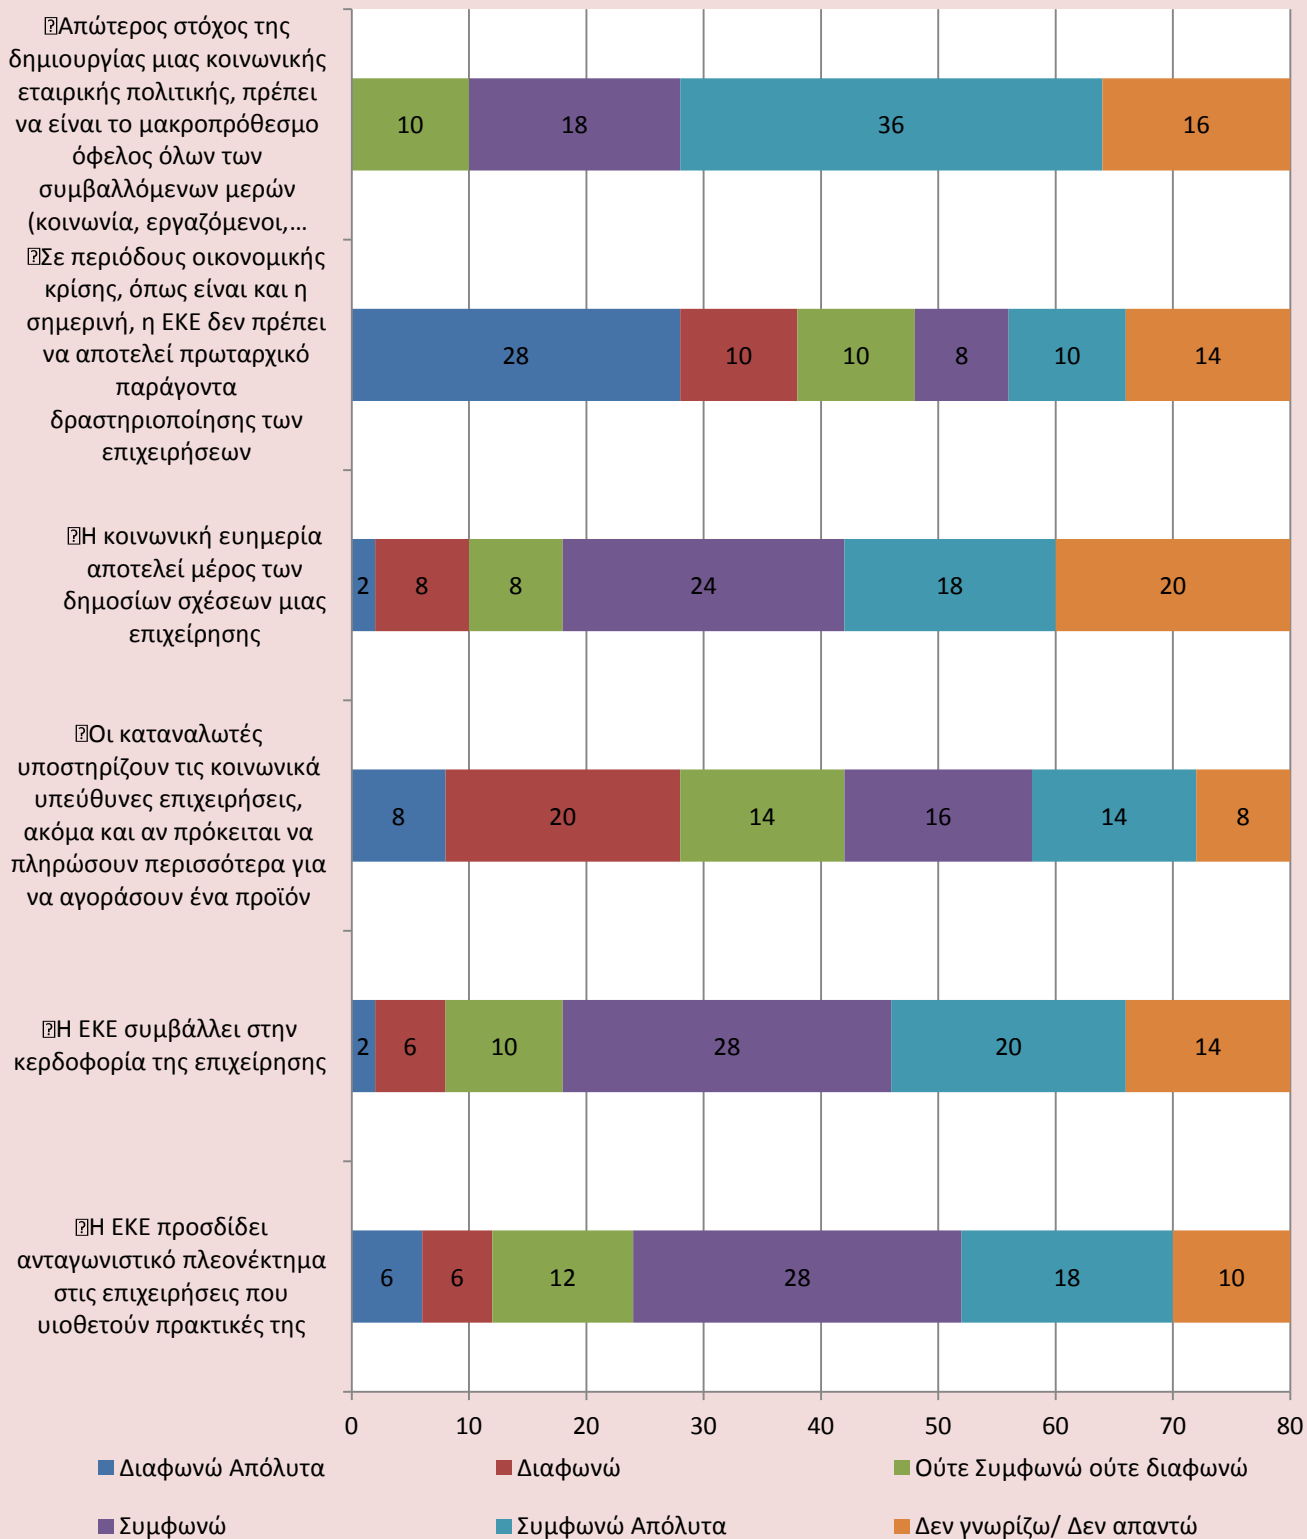 Απώτερος στόχος της
δημιουργίας μιας κοινωνικής
εταιρικής πολιτικής, πρέπει
να είναι το μακροπρόθεσμο
όφελος όλων των
συμβαλλόμενων μερών
(κοινωνία, εργαζόμενοι,…
10 18 36 16
Σε περιόδους οικονομικής
κρίσης, όπως είναι και η
σημερινή, η ΕΚΕ δεν πρέπει
να αποτελεί πρωταρχικό
παράγοντα
δραστηριοποίησης των
επιχειρήσεων
28 10 10 8 10 14
Η κοινωνική ευημερία
αποτελεί μέρος των
δημοσίων σχέσεων μιας
επιχείρησης
2 8 8 24 18 20
Οι καταναλωτές
υποστηρίζουν τις κοινωνικά
υπεύθυνες επιχειρήσεις,
ακόμα και αν πρόκειται να
πληρώσουν περισσότερα για
να αγοράσουν ένα προϊόν
8 20 14 16 14 8
Η ΕΚΕ συμβάλλει στην
κερδοφορία της επιχείρησης
2 6 10 28 20 14
Η ΕΚΕ προσδίδει
ανταγωνιστικό πλεονέκτημα
στις επιχειρήσεις που
υιοθετούν πρακτικές της
6 6 12 28 18 10
0 10 20 30 40 50 60 70 80
Διαφωνώ Απόλυτα Διαφωνώ Ούτε Συμφωνώ ούτε διαφωνώ
Συμφωνώ Συμφωνώ Απόλυτα Δεν γνωρίζω/ Δεν απαντώ